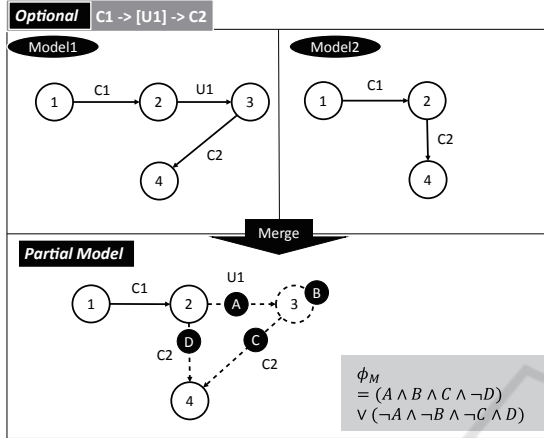 Optional C1 -> [U1] -> C2
Model1 Model2
C1 U1 C1
1 2 3 1 2
C2 C2
4 4
Merge
Partial Model
U1
C1 B
1 2 A 3
D C
C2 C2
4
ϕM
= (A ∧ B ∧ C ∧ ¬D)
∨ (¬A ∧ ¬B ∧ ¬C ∧ D)